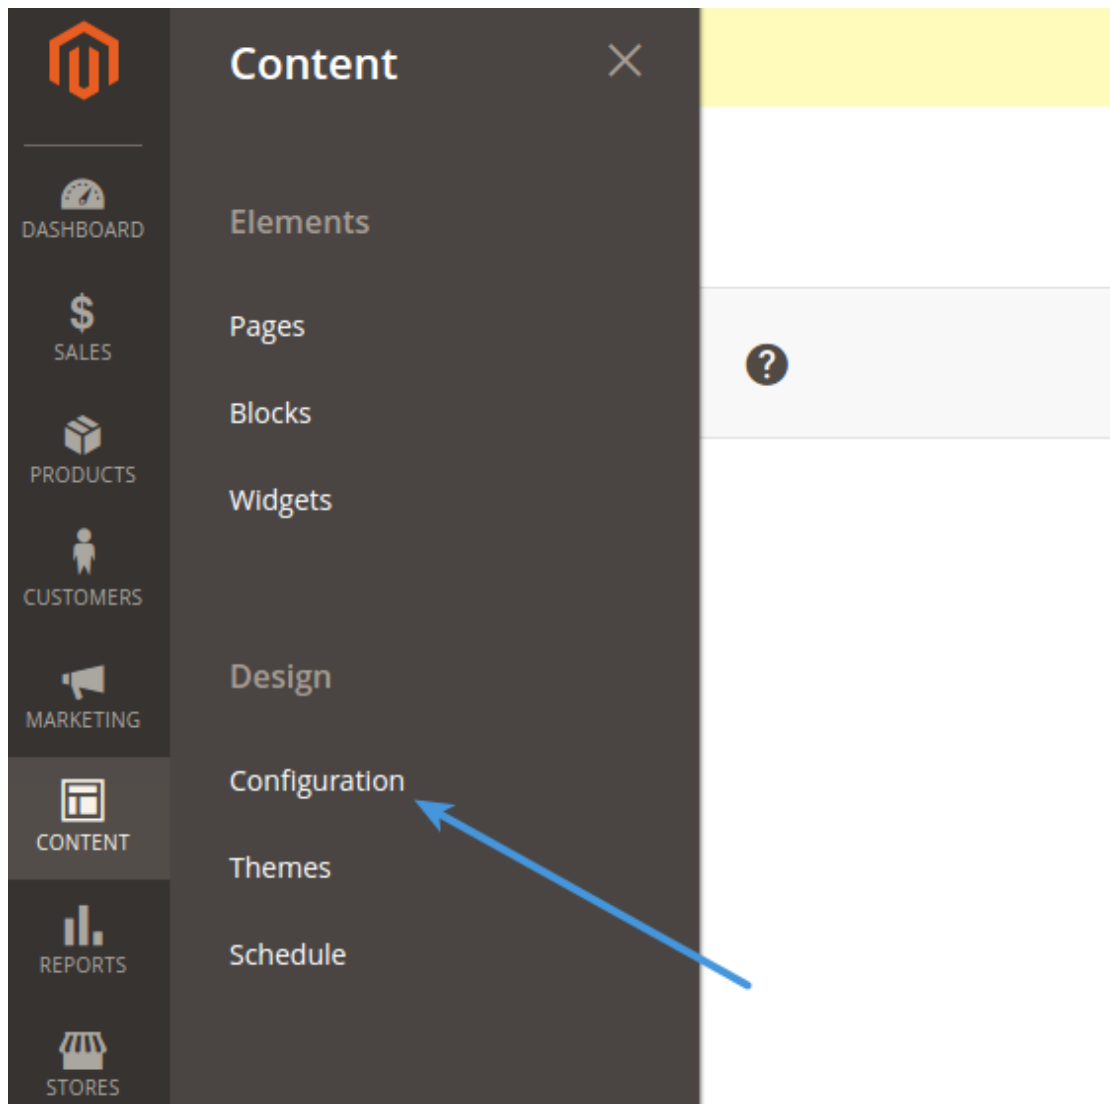 DASHBOARD
SALES
PRODUCTS
CUSTOMERS
MARKETING
CONTENT
REPORTS
STORES
Content
Elements
Pages
Blocks
Widgets
Design
Configuration
Themes
Schedule
?